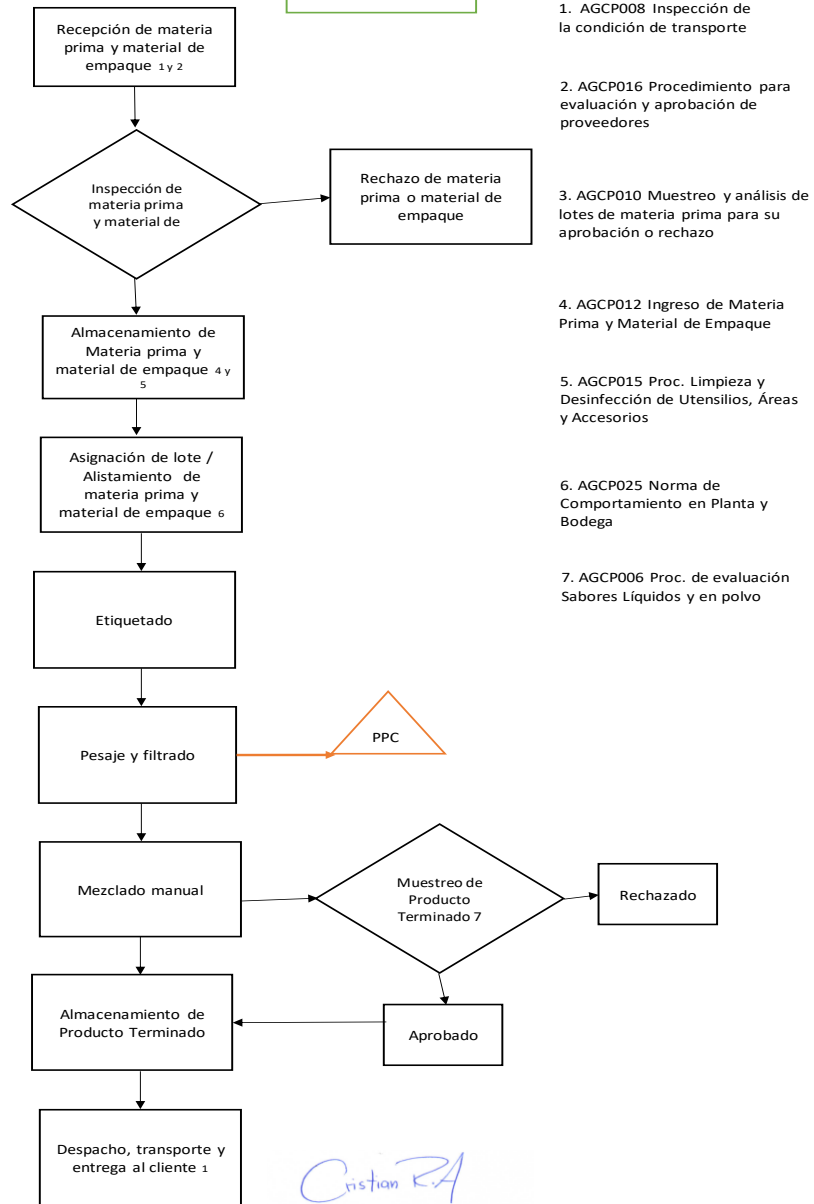 Recepción de materia
prima y material de
empaque 1 y 2
Inspección de
materia prima
y material de
Rechazo de materia
prima o material de
empaque
Almacenamiento de
Materia prima y
material de empaque 4 y
5
Asignación de lote /
Alistamiento de
materia prima y
material de empaque 6
Etiquetado
Pesaje y filtrado
PPC
Mezclado manual
Muestreo de
Producto
Terminado 7
Rechazado
Almacenamiento de
Producto Terminado
Aprobado
Despacho, transporte y
entrega al cliente 1
Cristian R.A
1. AGCP008 Inspección de
la condición de transporte
2. AGCP016 Procedimiento para
evaluación y aprobación de
proveedores
3. AGCP010 Muestreo y análisis de
lotes de materia prima para su
aprobación o rechazo
4. AGCP012 Ingreso de Materia
Prima y Material de Empaque
5. AGCP015 Proc. Limpieza y
Desinfección de Utensilios, Áreas
y Accesorios
6. AGCP025 Norma de
Comportamiento en Planta y
Bodega
7. AGCP006 Proc. de evaluación
Sabores Líquidos y en polvo